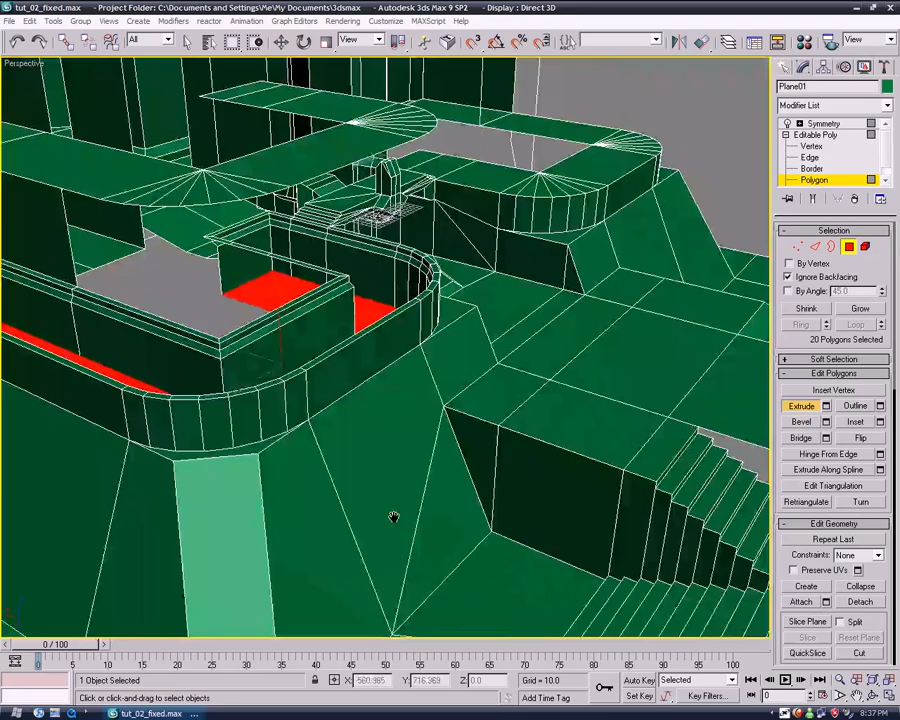 tut_02_fixed.max - Project Folder: C:\Documents and Settings\Me\My Documents\3dsmax - Autodesk 3ds Max 9 SP2 - Display : Direct 3D
File Edit Tools Group Views Create Modifiers reactor Animation Graph Editors Rendering Customize MAXScript Help
All View View
Perspective
Plane01
Modifier List
Symmetry
Editable Poly
Vertex
Edge
Border
Polygon
Selection
By Vertex
Ignore Backfacing
By Angle: 45.0
Shrink Grow
Ring Loop
20 Polygons Selected
Soft Selection
Edit Polygons
Insert Vertex
Extrude Outline
Bevel Inset
Bridge Flip
Hinge From Edge
Extrude Along Spline
Edit Triangulation
Retriangulate Turn
Edit Geometry
Repeat Last
Constraints: None
Preserve UVs
Create Collapse
Attach Detach
Slice Plane Split
Slice Reset Plane
QuickSlice Cut
0 / 100
0 5 10 15 20 25 30 35 40 45 50 55 60 65 70 75 80 85 90 95 100
1 Object Selected X: -560.985 Y: 716.369 Z: 0.0 Grid = 10.0 Auto Key Selected
Click or click-and-drag to select objects Add Time Tag Set Key Key Filters... 0
start tut_02_fixed.max ... 8:37 PM